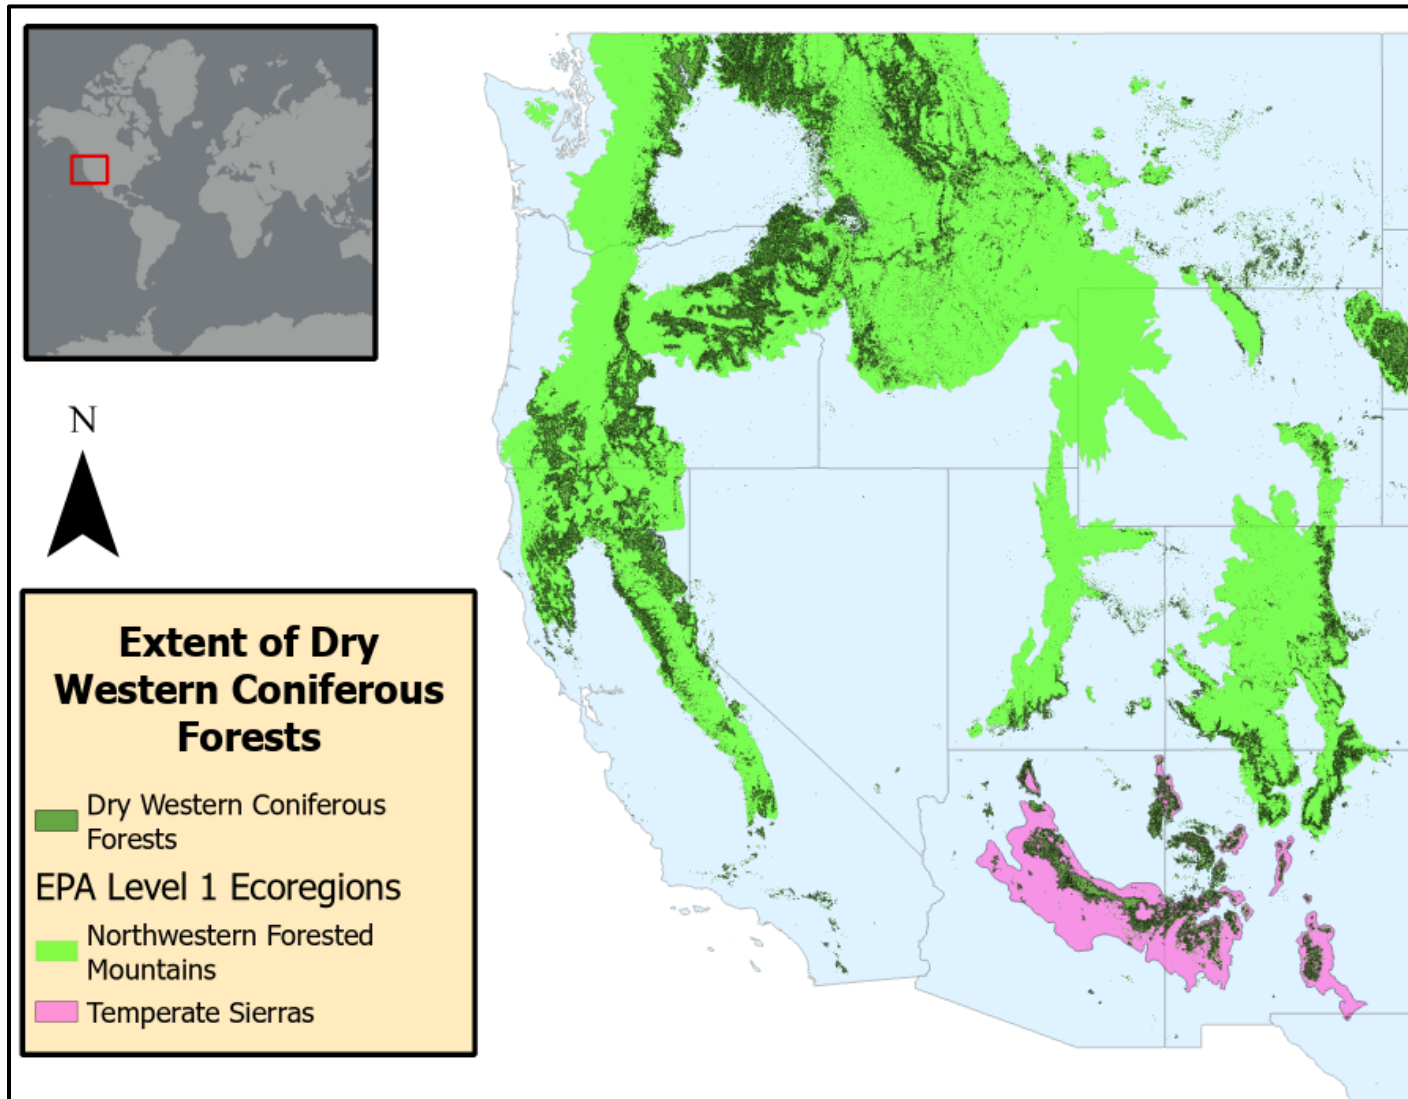 N
Extent of Dry
Western Coniferous
Forests
Dry Western Coniferous
Forests
EPA Level 1 Ecoregions
Northwestern Forested
Mountains
Temperate Sierras